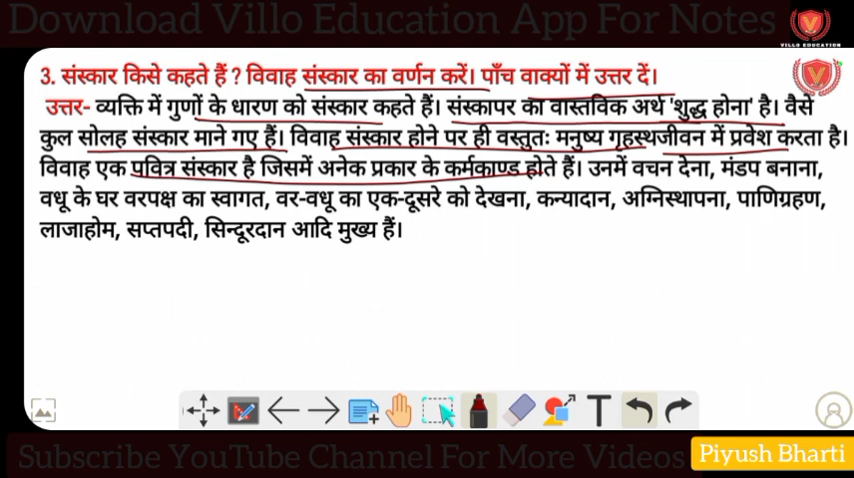 Download Villo Education App For Notes
VILLO EDUCATION
3. संस्कार किसे कहते हैं ? विवाह संस्कार का वर्णन करें। पाँच वाक्यों में उत्तर दें।
उत्तर- व्यक्ति में गुणों के धारण को संस्कार कहते हैं। संस्कापर का वास्तविक अर्थ 'शुद्ध होना' है। वैसे
कुल सोलह संस्कार माने गए हैं। विवाह संस्कार होने पर ही वस्तुतः मनुष्य गृहस्थजीवन में प्रवेश करता है।
विवाह एक पवित्र संस्कार है जिसमें अनेक प्रकार के कर्मकाण्ड होते हैं। उनमें वचन देना, मंडप बनाना,
वधू के घर वरपक्ष का स्वागत, वर-वधू का एक-दूसरे को देखना, कन्यादान, अग्निस्थापना, पाणिग्रहण,
लाजाहोम, सप्तपदी, सिन्दूरदान आदि मुख्य हैं।
T
Subscribe YouTube Channel For More Videos
Piyush Bharti